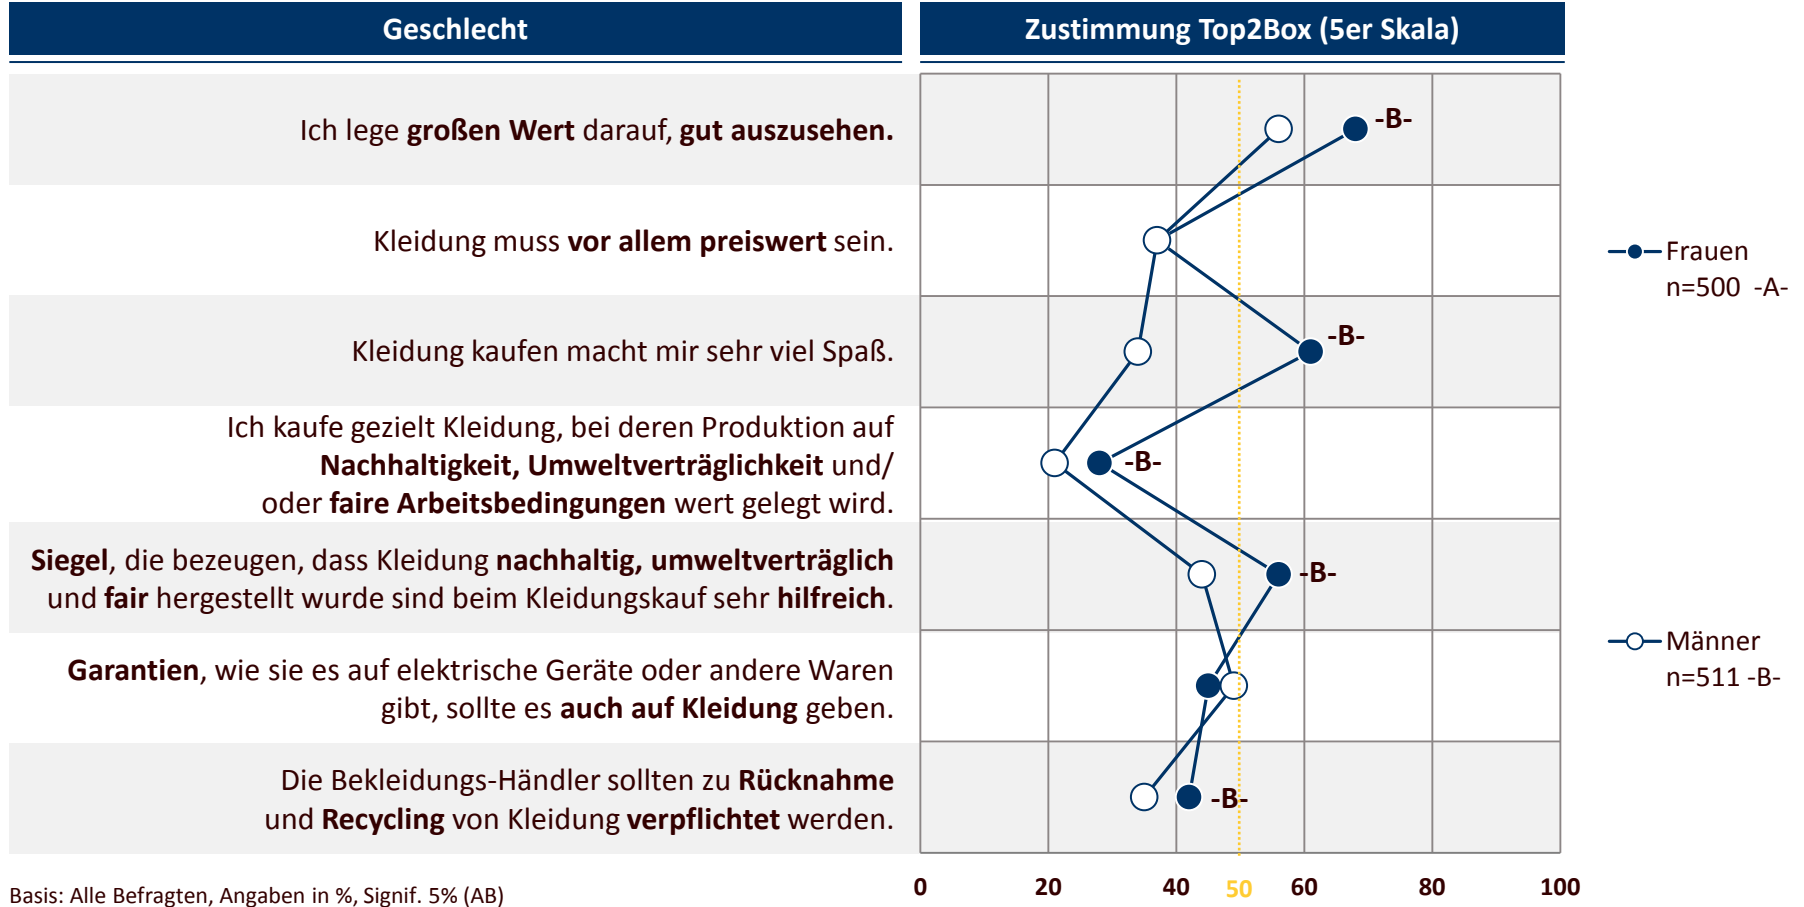 Geschlecht
Zustimmung Top2Box (5er Skala)
Ich lege großen Wert darauf, gut auszusehen.
-B-
Kleidung muss vor allem preiswert sein.
Kleidung kaufen macht mir sehr viel Spaß.
-B-
Ich kaufe gezielt Kleidung, bei deren Produktion auf
Nachhaltigkeit, Umweltverträglichkeit und/
oder faire Arbeitsbedingungen wert gelegt wird.
-B-
Siegel, die bezeugen, dass Kleidung nachhaltig, umweltverträglich
und fair hergestellt wurde sind beim Kleidungskauf sehr hilfreich.
-B-
Garantien, wie sie es auf elektrische Geräte oder andere Waren
gibt, sollte es auch auf Kleidung geben.
Die Bekleidungs-Händler sollten zu Rücknahme
und Recycling von Kleidung verpflichtet werden.
-B-
Frauen
n=500 -A-
Männer
n=511 -B-
0 20 40 50 60 80 100
Basis: Alle Befragten, Angaben in %, Signif. 5% (AB)